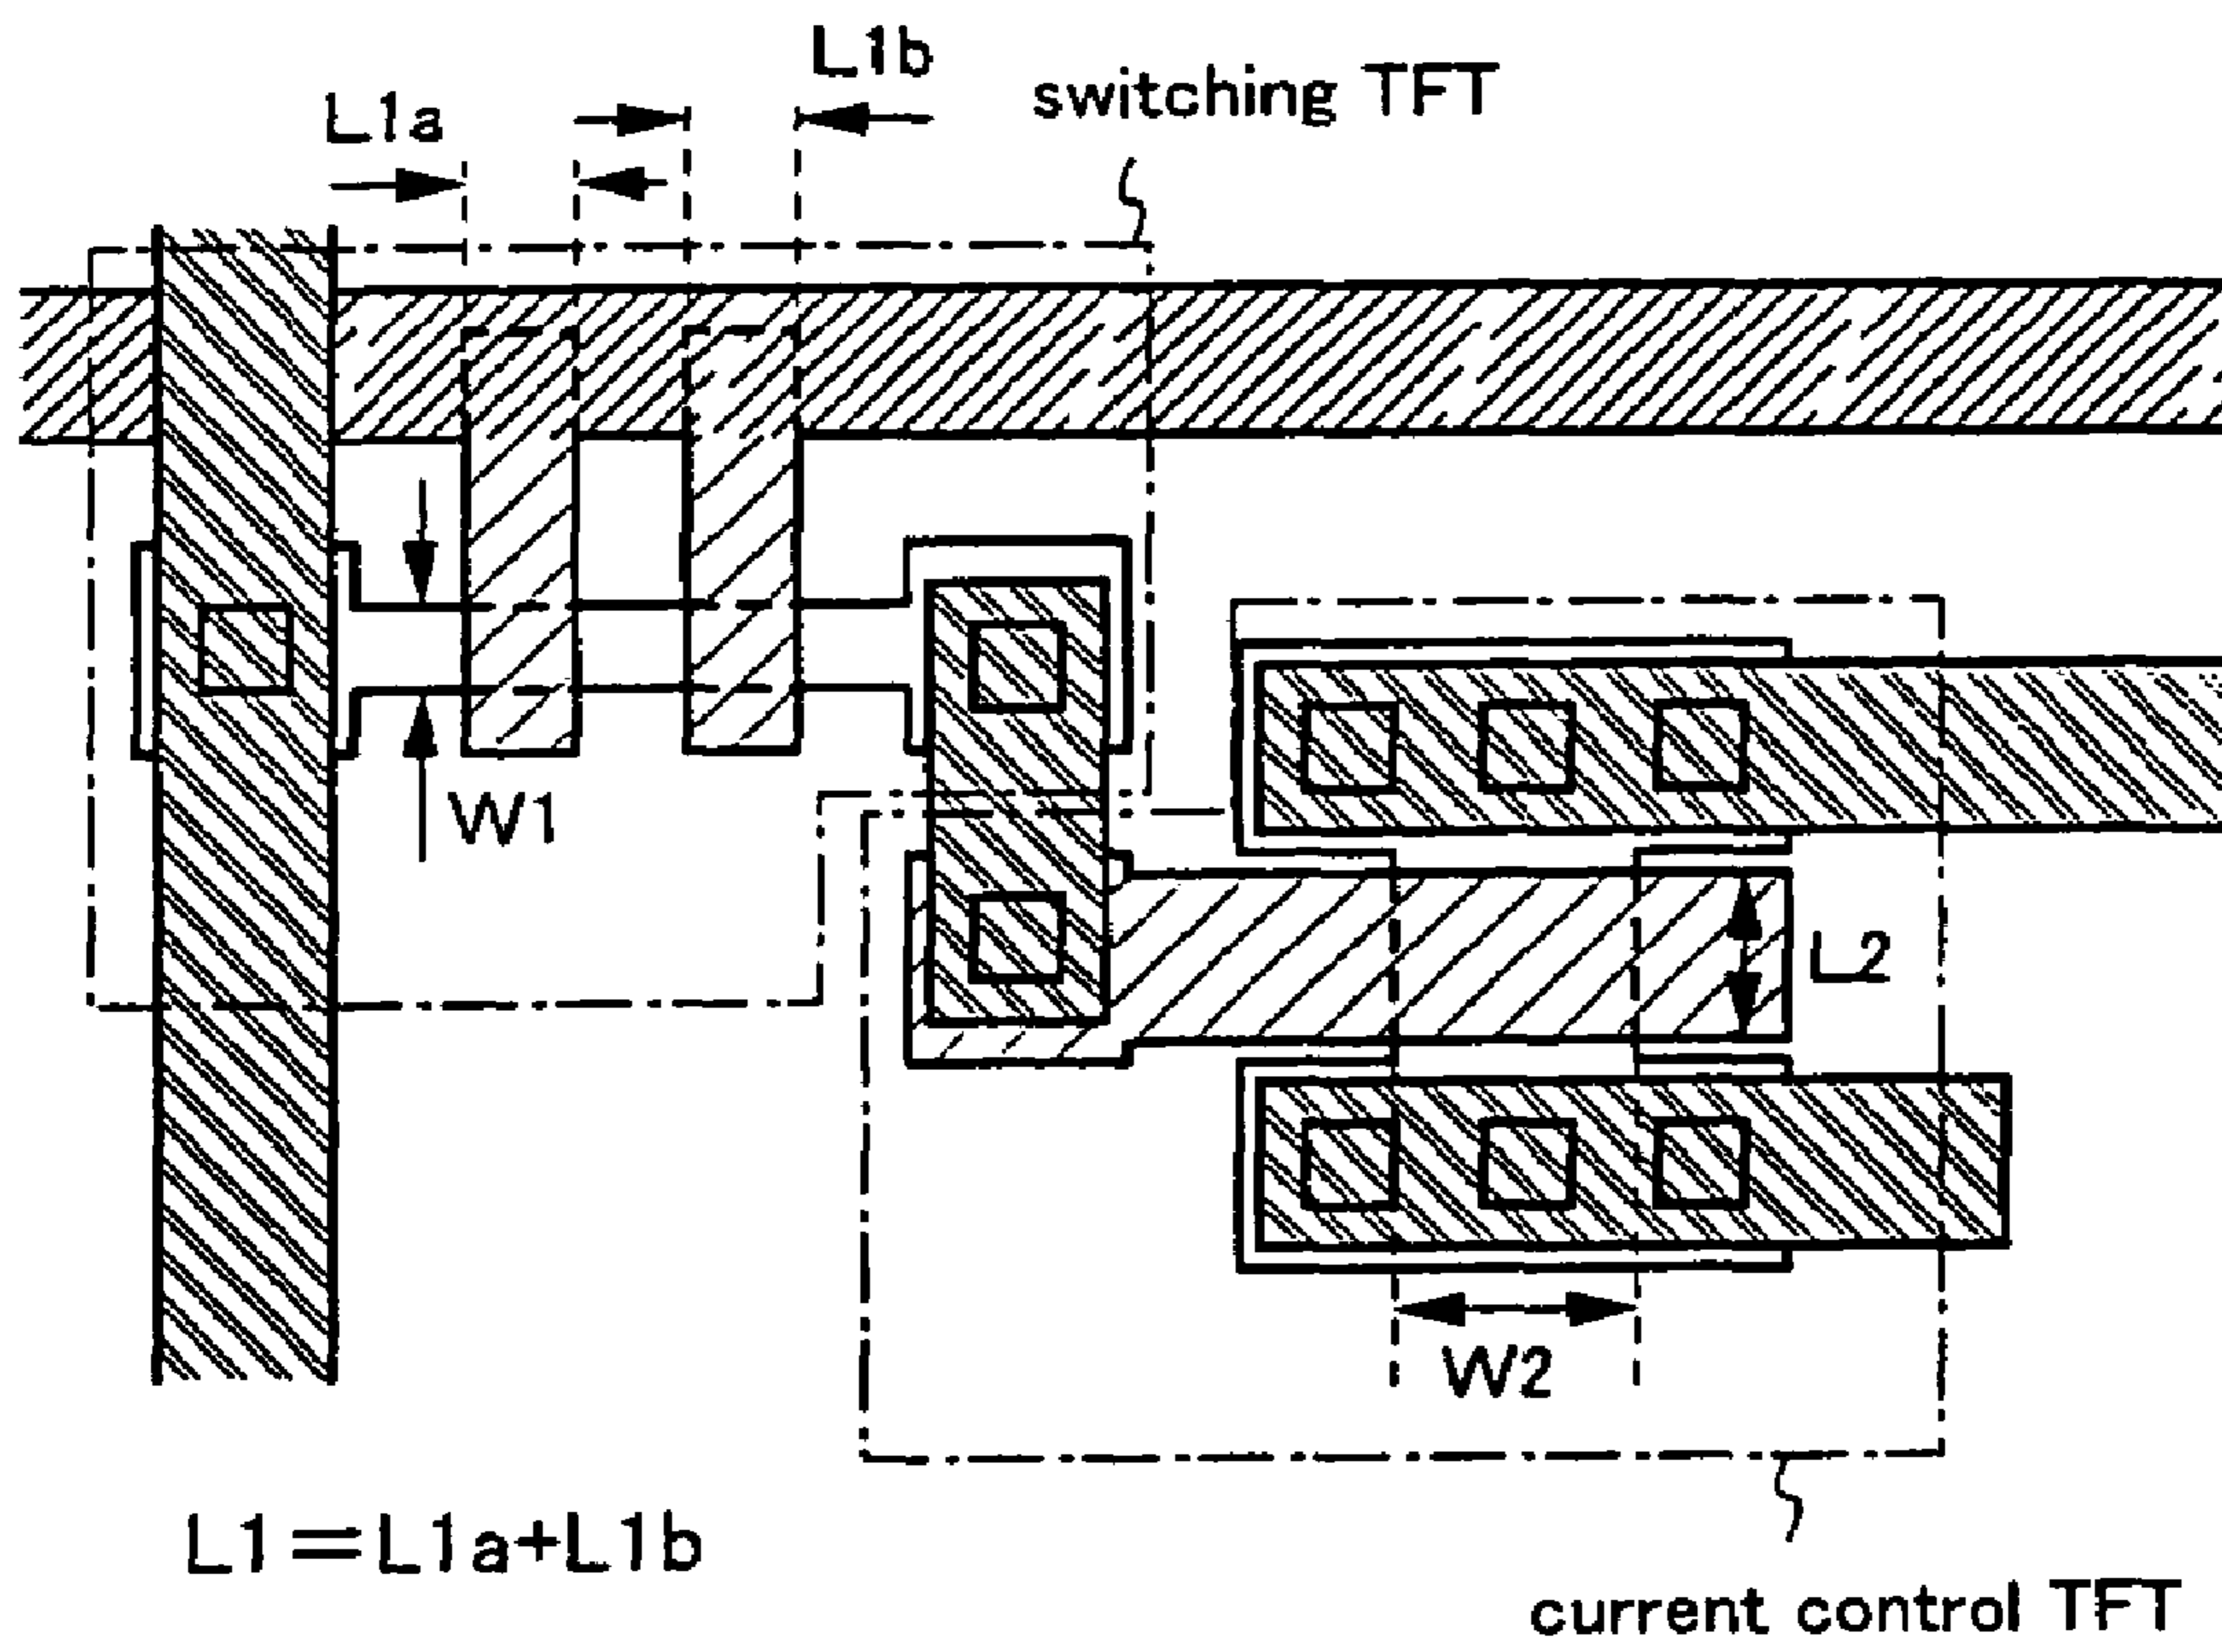 L1b
switching TFT
L1a
W1
L2
W2
L1=L1a+L1b
current control TFT